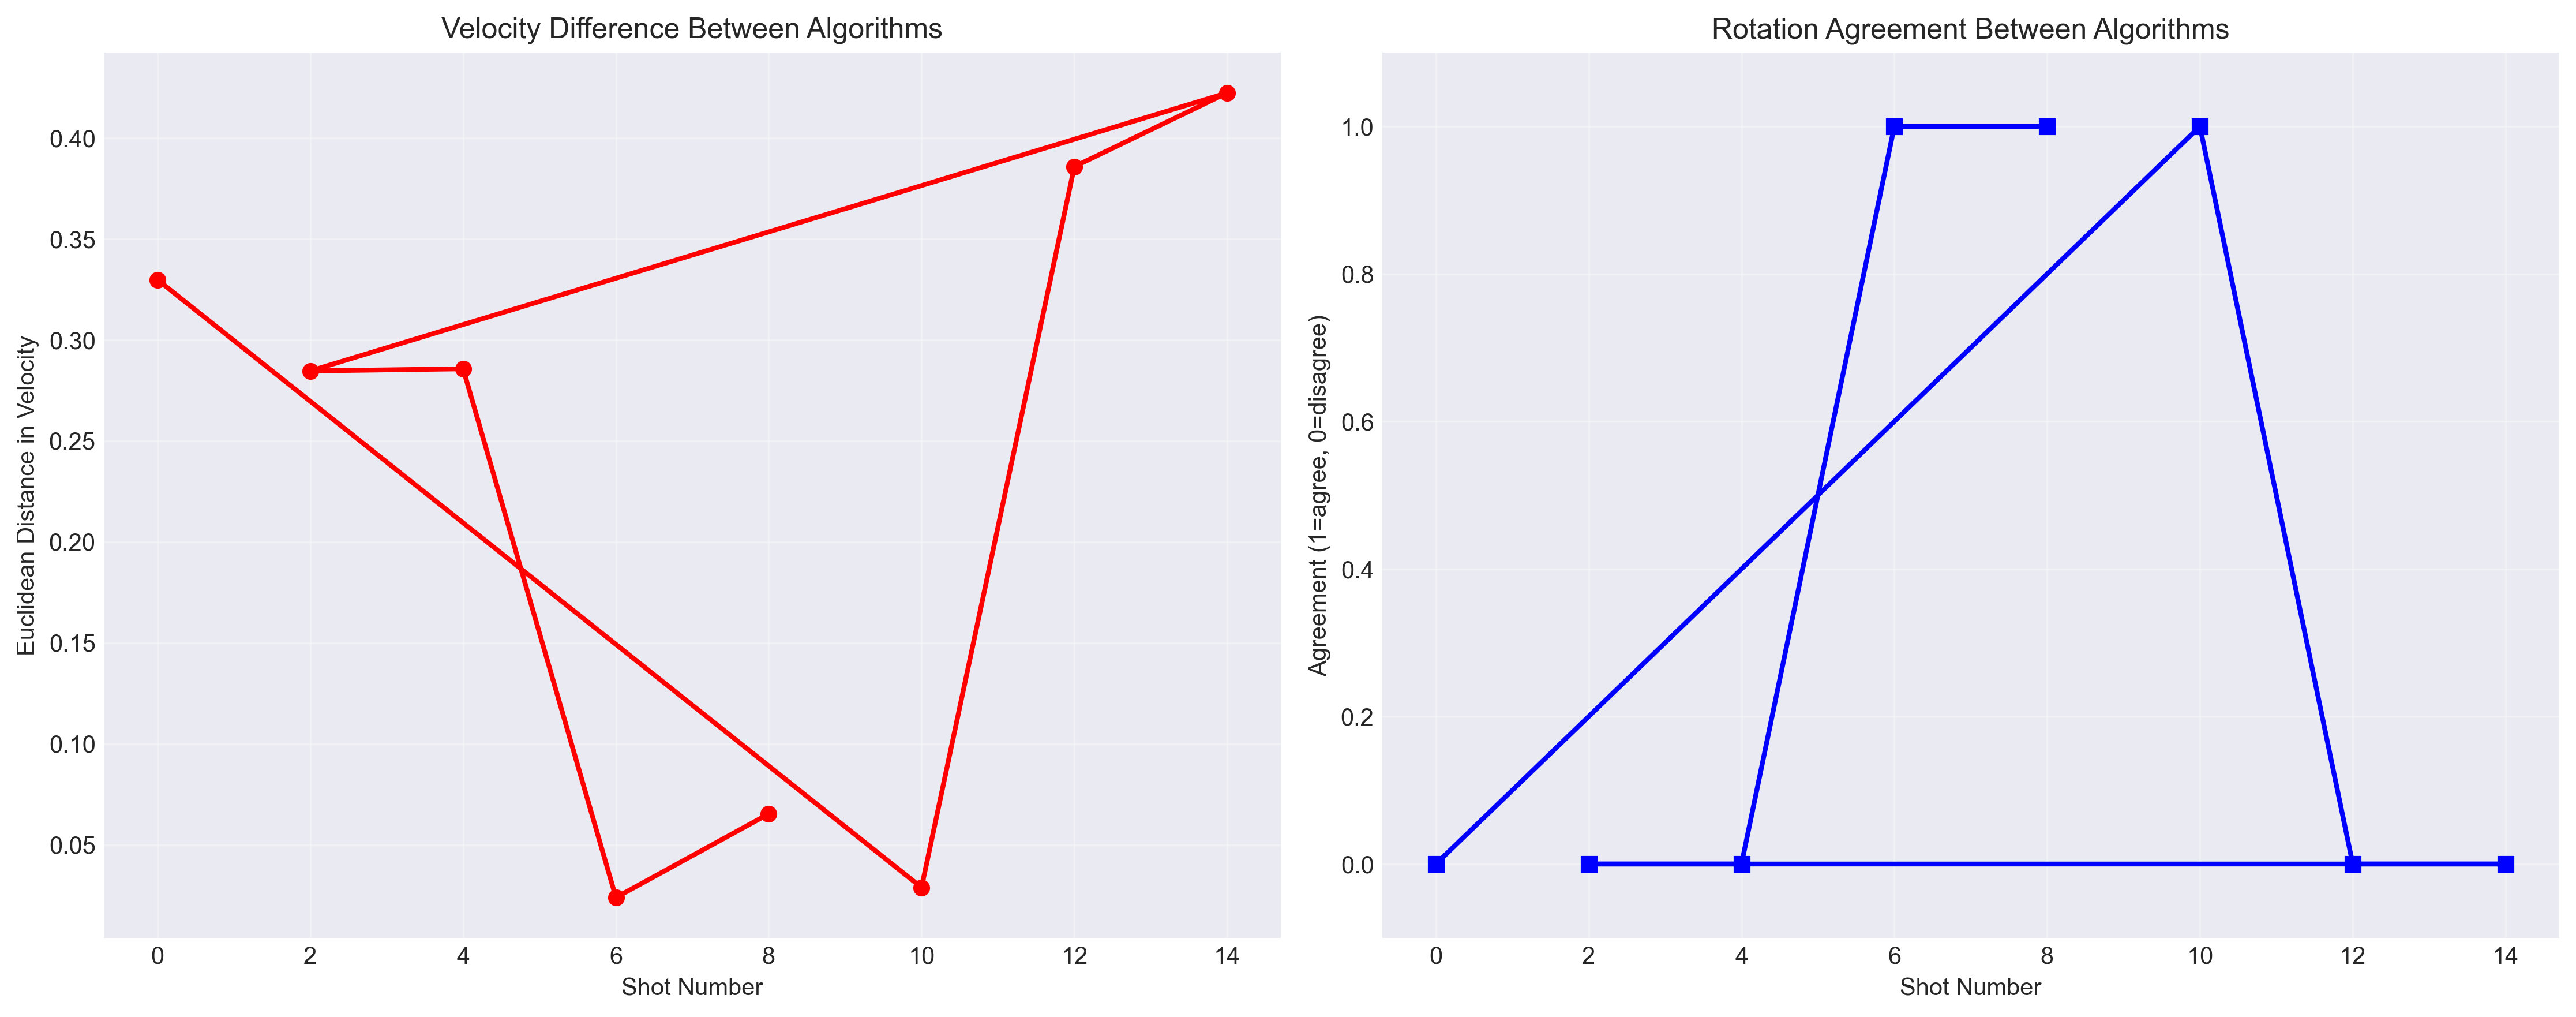 Velocity Difference Between Algorithms
Euclidean Distance in Velocity
0.40
0.35
0.30
0.25
0.20
0.15
0.10
0.05
0 2 4 6 8 10 12 14
Shot Number
Rotation Agreement Between Algorithms
Agreement (1=agree, 0=disagree)
1.0
0.8
0.6
0.4
0.2
0.0
0 2 4 6 8 10 12 14
Shot Number